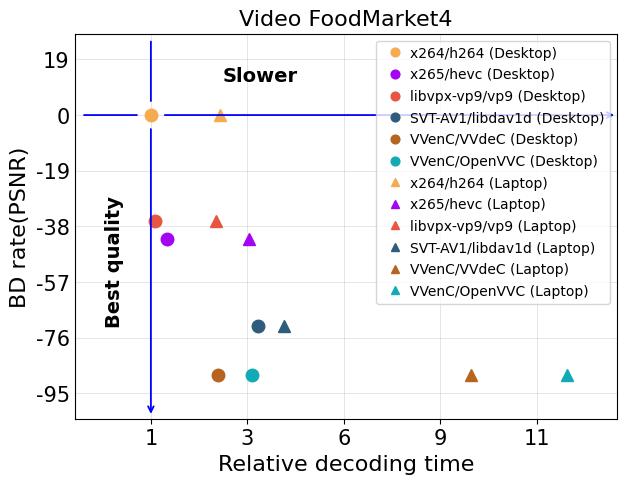 Video FoodMarket4
19
0
-19
-38
-57
-76
-95
BD rate(PSNR)
Slower
Best quality
x264/h264 (Desktop)
x265/hevc (Desktop)
libvpx-vp9/vp9 (Desktop)
SVT-AV1/libdav1d (Desktop)
VVenC/VVdeC (Desktop)
VVenC/OpenVVC (Desktop)
x264/h264 (Laptop)
x265/hevc (Laptop)
libvpx-vp9/vp9 (Laptop)
SVT-AV1/libdav1d (Laptop)
VVenC/VVdeC (Laptop)
VVenC/OpenVVC (Laptop)
1 3 6 9 11
Relative decoding time